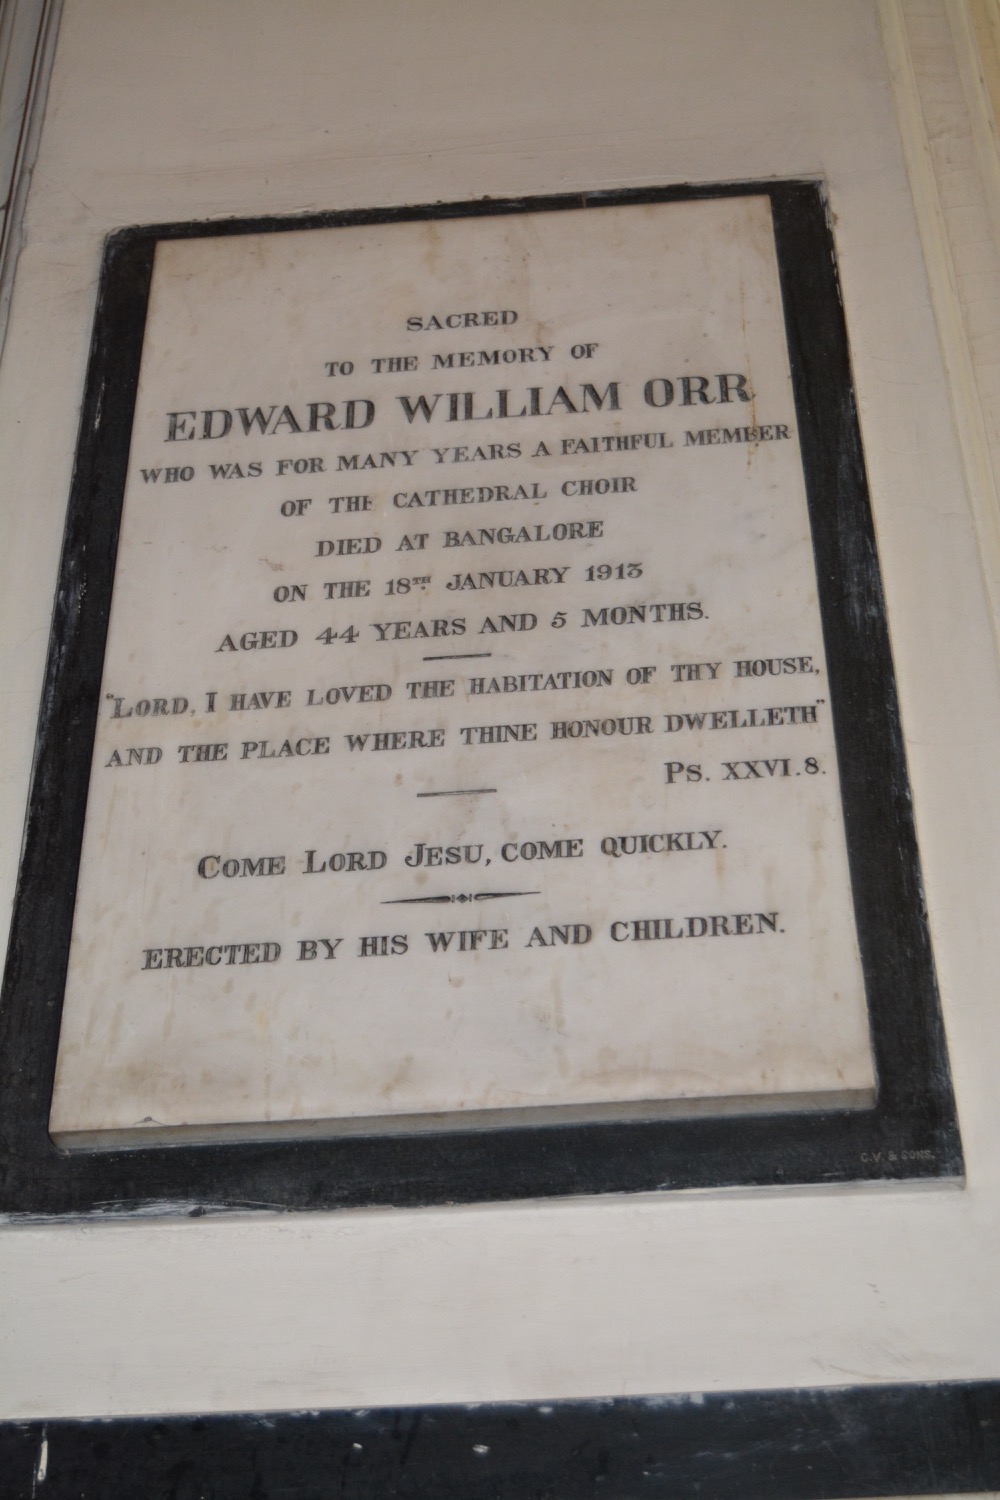 SACRED
TO THE MEMORY OF
EDWARD WILLIAM ORR
WHO WAS FOR MANY YEARS A FAITHFUL MEMBER
OF THE CATHEDRAL CHOIR
DIED AT BANGALORE
ON THE 18TH JANUARY 1913
AGED 44 YEARS AND 5 MONTHS.
"LORD, I HAVE LOVED THE HABITATION OF THY HOUSE,
AND THE PLACE WHERE THINE HONOUR DWELLETH"
PS. XXVI.8.
COME LORD JESU, COME QUICKLY.
ERECTED BY HIS WIFE AND CHILDREN.
C.V. & SONS.